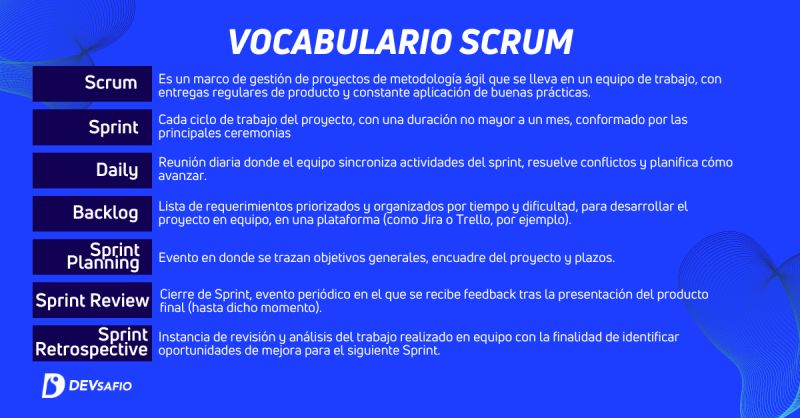 VOCABULARIO SCRUM
Scrum
Es un marco de gestión de proyectos de metodología ágil que se lleva en un equipo de trabajo, con
entregas regulares de producto y constante aplicación de buenas prácticas.
Sprint
Cada ciclo de trabajo del proyecto, con una duración no mayor a un mes, conformado por las
principales ceremonias
Daily
Reunión diaria donde el equipo sincroniza actividades del sprint, resuelve conflictos y planifica cómo
avanzar.
Backlog
Lista de requerimientos priorizados y organizados por tiempo y dificultad, para desarrollar el
proyecto en equipo, en una plataforma (como Jira o Trello, por ejemplo).
Sprint
Planning
Evento en donde se trazan objetivos generales, encuadre del proyecto y plazos.
Sprint Review
Cierre de Sprint, evento periódico en el que se recibe feedback tras la presentación del producto
final (hasta dicho momento).
Sprint
Retrospective
Instancia de revisión y análisis del trabajo realizado en equipo con la finalidad de identificar
oportunidades de mejora para el siguiente Sprint.
DEVsafio